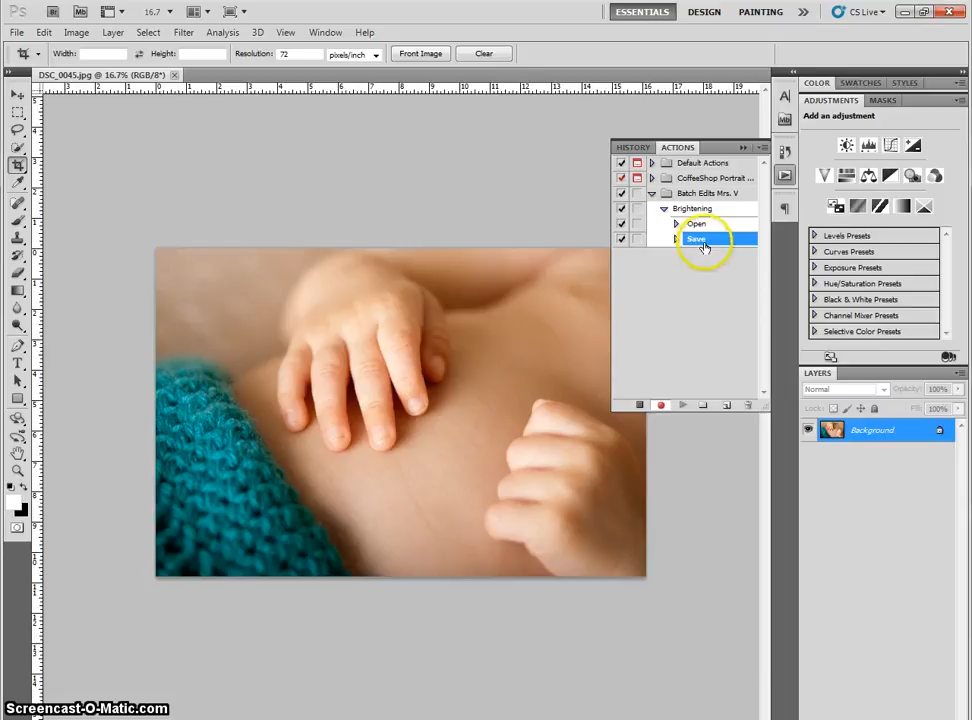 Ps Br Mb 16.7 ESSENTIALS DESIGN PAINTING CS Live
File Edit Image Layer Select Filter Analysis 3D View Window Help
Width: Height: Resolution: 72 pixels/inch Front Image Clear
DSC_0045.jpg @ 16.7% (RGB/8*)
COLOR SWATCHES STYLES
ADJUSTMENTS MASKS
Add an adjustment
HISTORY ACTIONS
Default Actions
CoffeeShop Portrait ...
Batch Edits Mrs. V
Brightening
Open
Save
Levels Presets
Curves Presets
Exposure Presets
Hue/Saturation Presets
Black & White Presets
Channel Mixer Presets
Selective Color Presets
LAYERS
Normal Opacity: 100%
Lock: Fill: 100%
Background
Screencast-O-Matic.com